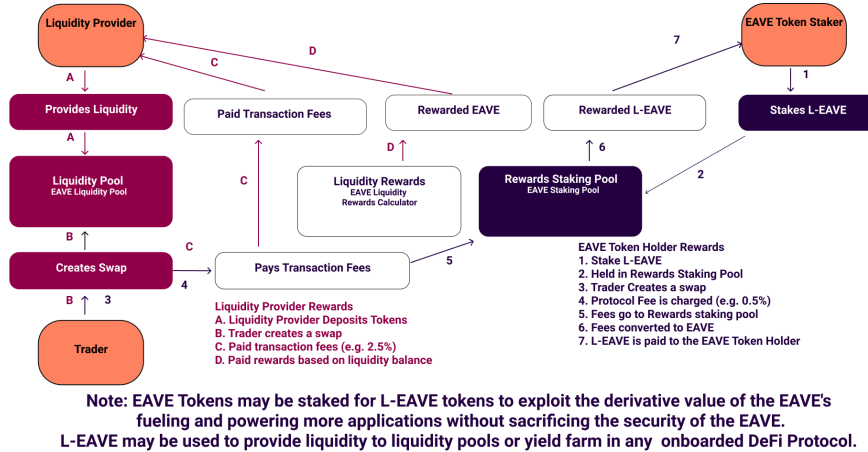 Liquidity Provider
EAVE Token Staker
7
D
C
A
1
Provides Liquidity
Paid Transaction Fees
Rewarded EAVE
Rewarded L-EAVE
Stakes L-EAVE
A
D
6
Liquidity Pool
EAVE Liquidity Pool
C
Liquidity Rewards
EAVE Liquidity
Rewards Calculator
Rewards Staking Pool
EAVE Staking Pool
2
B
C
Creates Swap
4
Pays Transaction Fees
5
B
3
Trader
Liquidity Provider Rewards
A. Liquidity Provider Deposits Tokens
B. Trader creates a swap
C. Paid transaction fees (e.g. 2.5%)
D. Paid rewards based on liquidity balance
EAVE Token Holder Rewards
1. Stake L-EAVE
2. Held in Rewards Staking Pool
3. Trader Creates a swap
4. Protocol Fee is charged (e.g. 0.5%)
5. Fees go to Rewards staking pool
6. Fees converted to EAVE
7. L-EAVE is paid to the EAVE Token Holder
Note: EAVE Tokens may be staked for L-EAVE tokens to exploit the derivative value of the EAVE's
fueling and powering more applications without sacrificing the security of the EAVE.
L-EAVE may be used to provide liquidity to liquidity pools or yield farm in any onboarded DeFi Protocol.